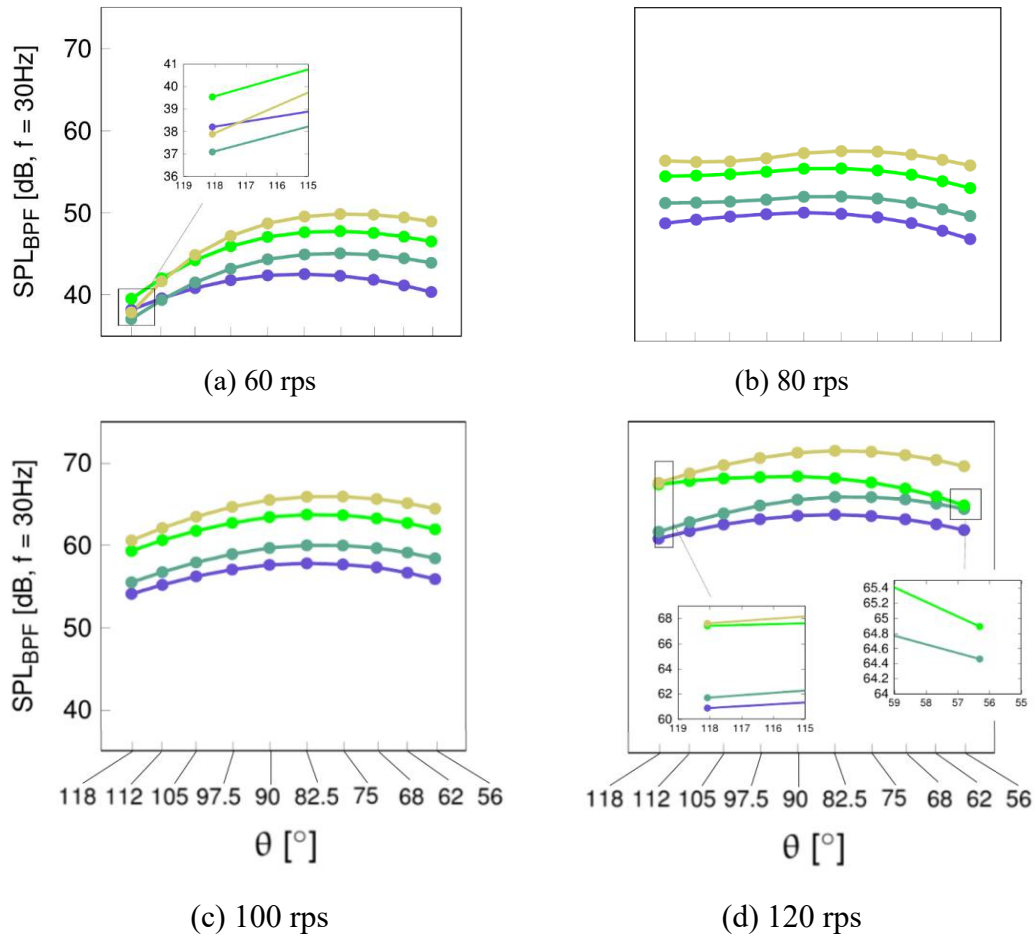 SPLBPF [dB, f = 30Hz]
70
60
50
40
41
40
39
38
37
36
119 118 117 116 115
(a) 60 rps
(b) 80 rps
SPLBPF [dB, f = 30Hz]
70
60
50
40
118 112 105 97.5 90 82.5 75 68 62 56
θ [°]
68
66
64
62
60
119 118 117 116 115
65.4
65.2
65
64.8
64.6
64.4
64.2
64
59 58 57 56 55
118 112 105 97.5 90 82.5 75 68 62 56
θ [°]
(c) 100 rps
(d) 120 rps